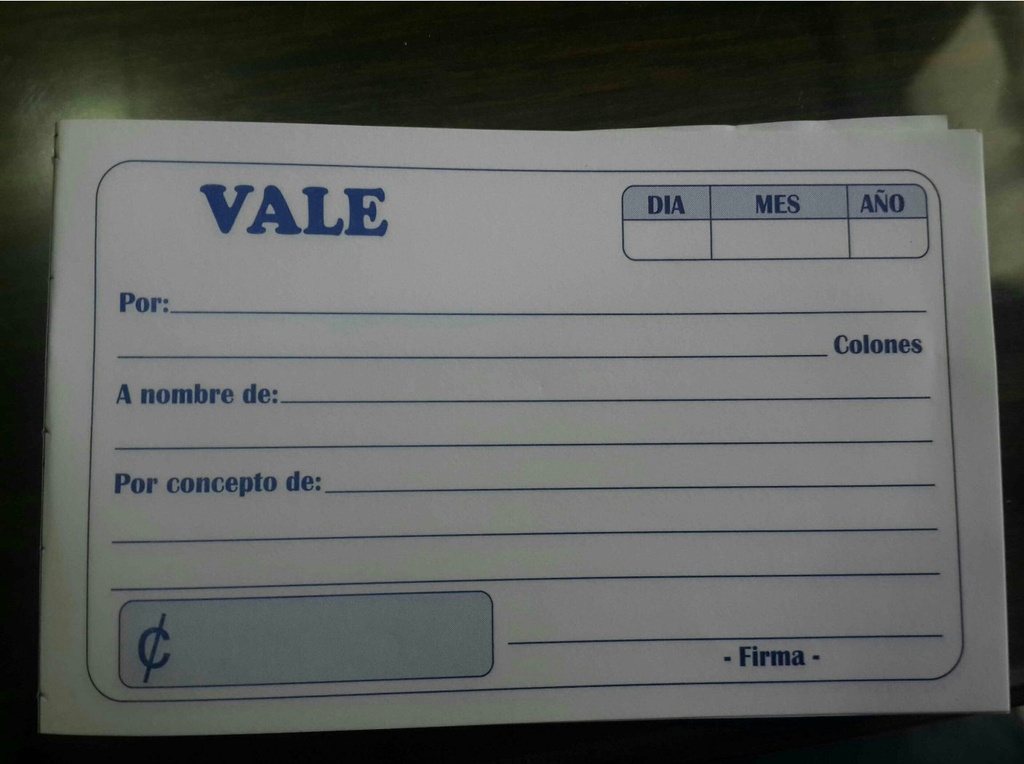 VALE
DIA MES AÑO
Por:
Colones
A nombre de:
Por concepto de:
₡
- Firma -